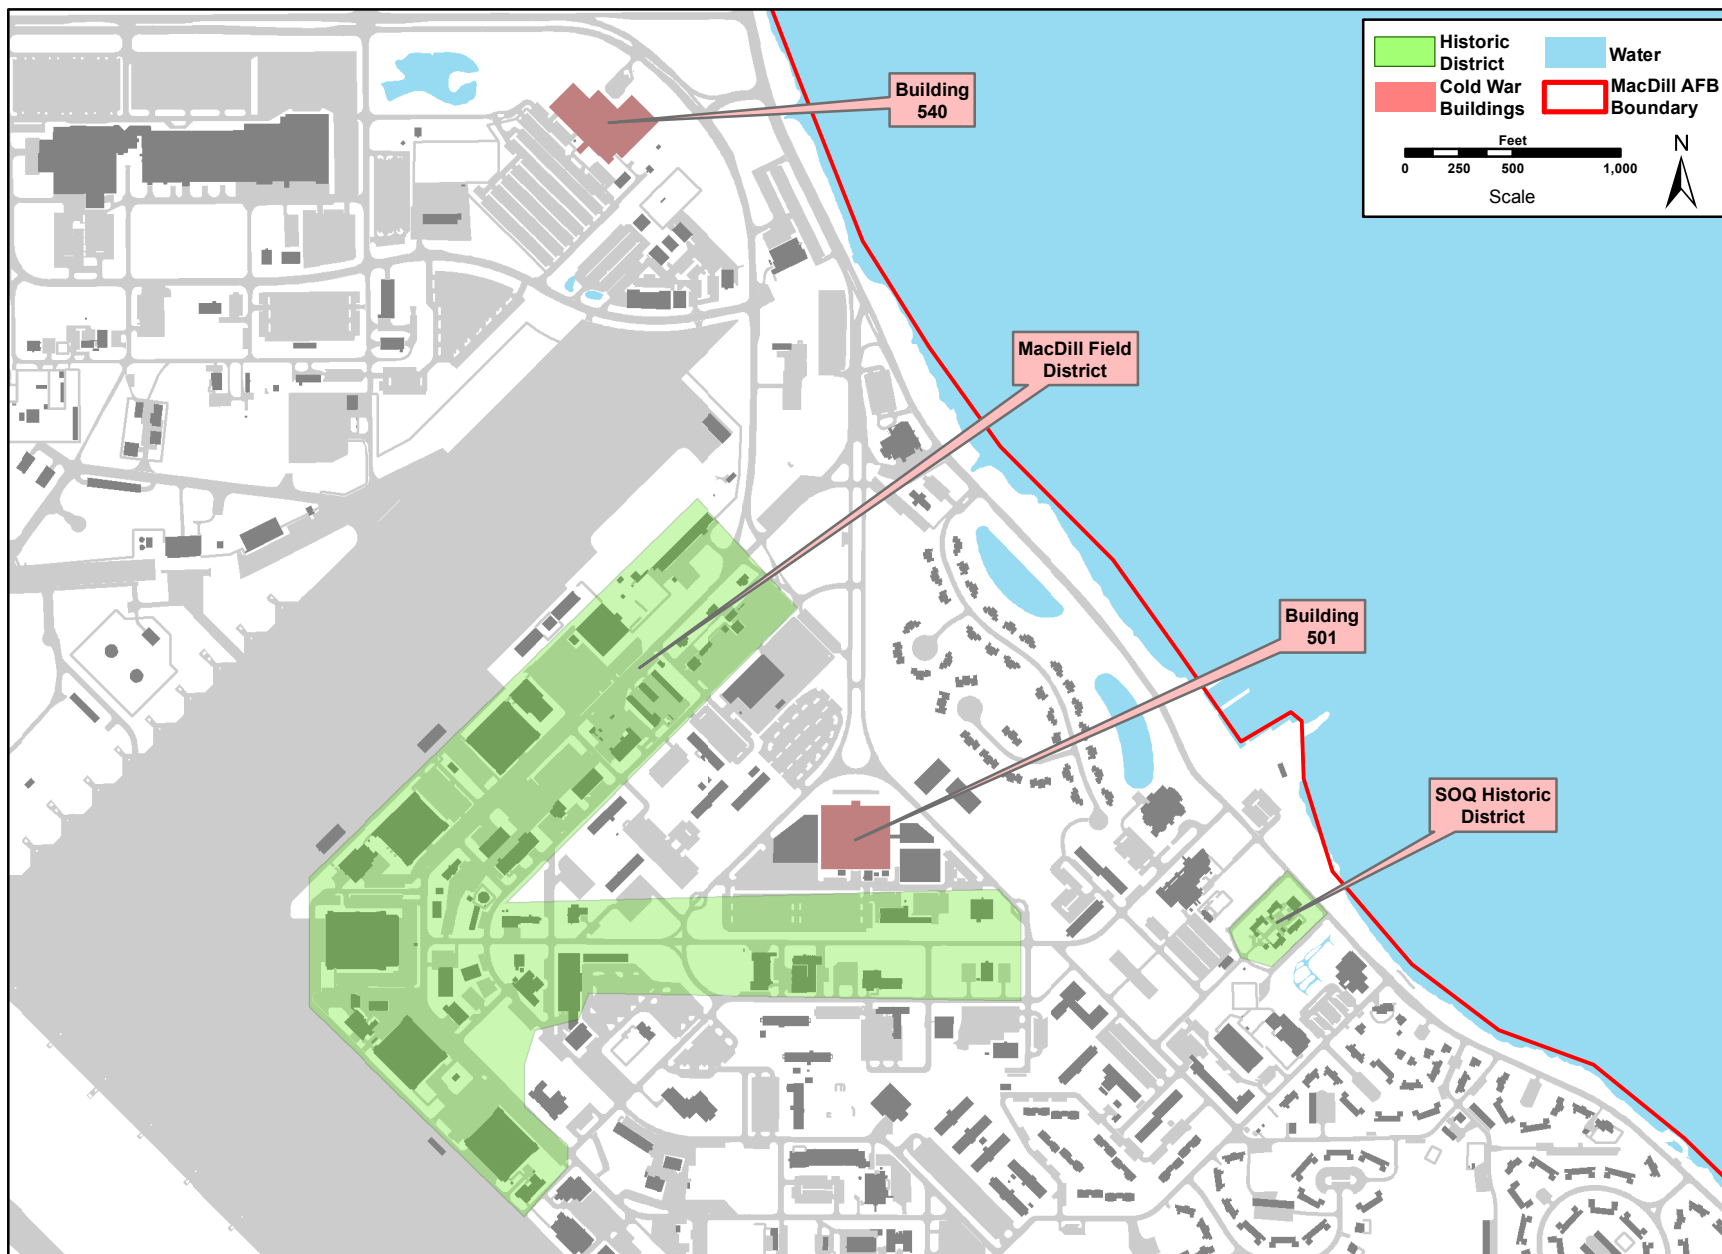 Historic
District
Water
Cold War
Buildings
MacDill AFB
Boundary
Feet
0 250 500 1,000
Scale
N
Building
540
MacDill Field
District
Building
501
SOQ Historic
District